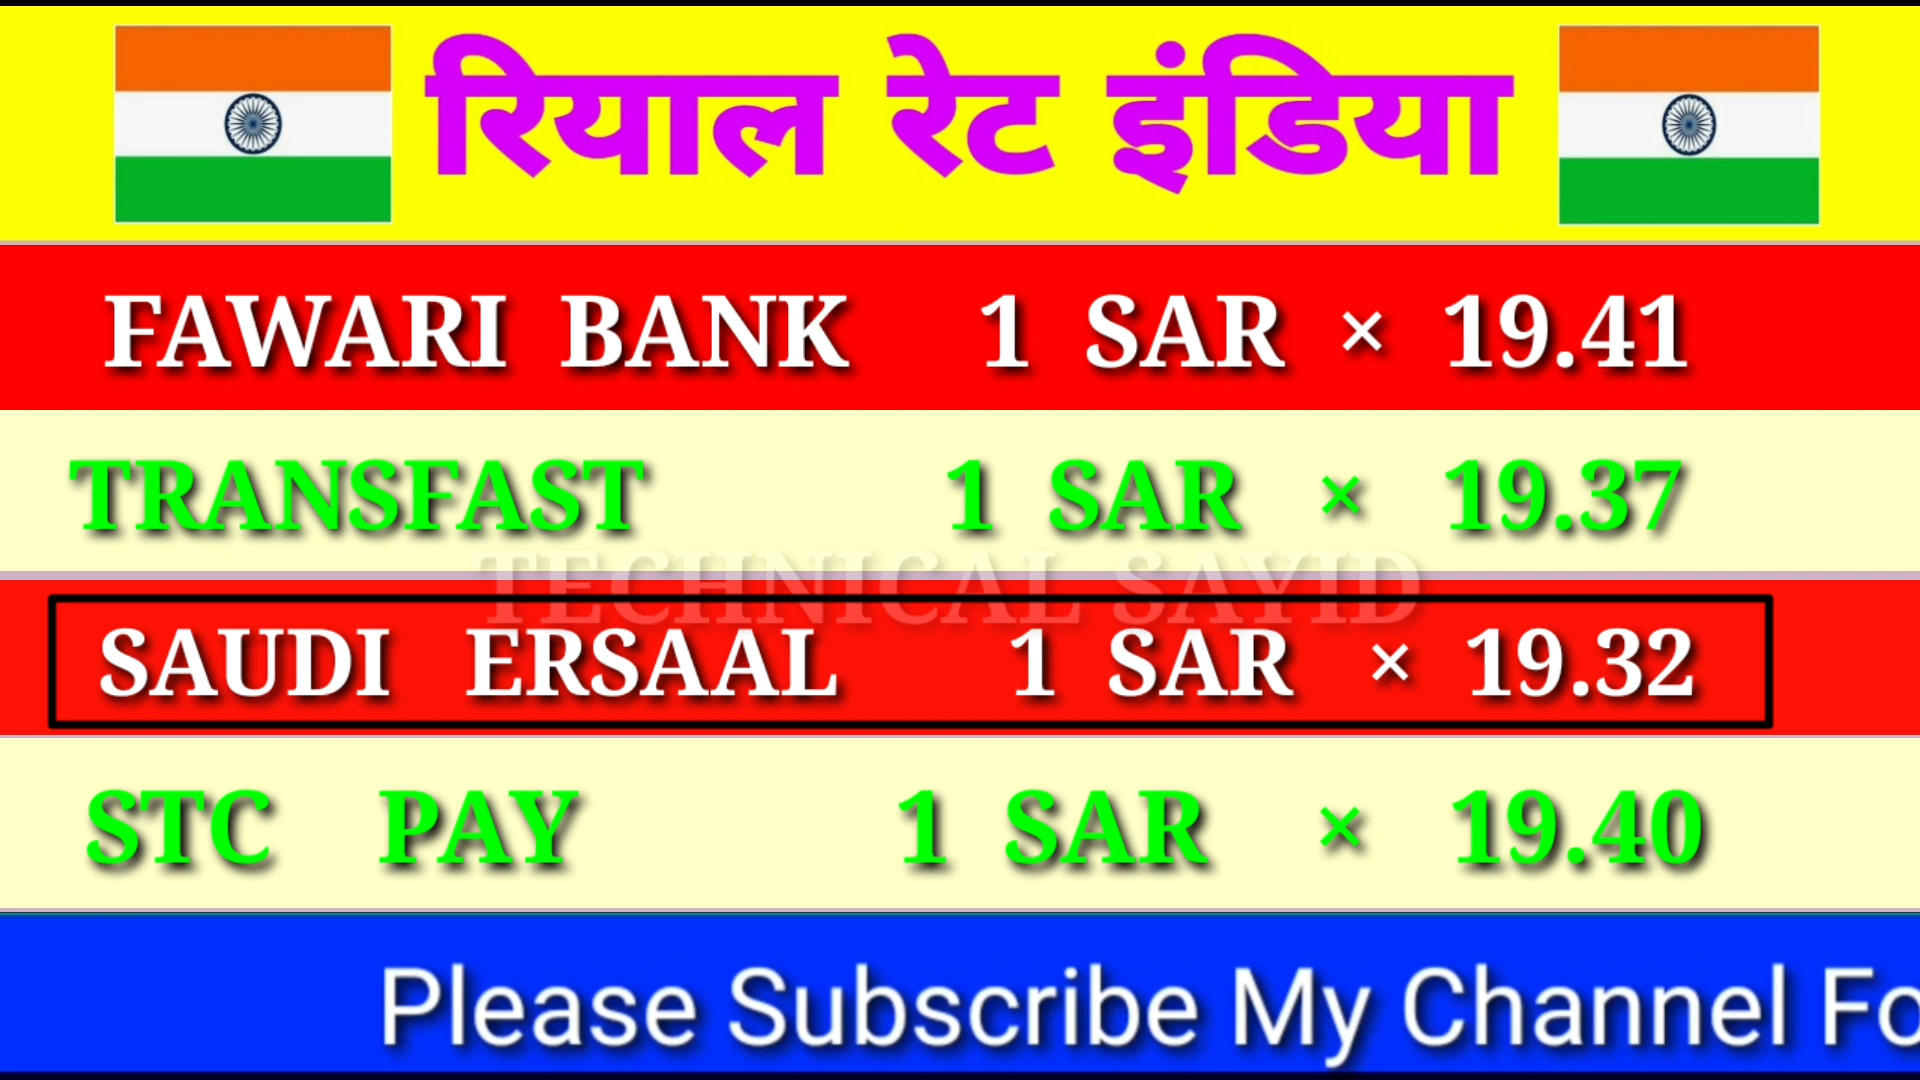 रियाल रेट इंडिया
FAWARI BANK 1 SAR × 19.41
TRANSFAST 1 SAR × 19.37
TECHNICAL SAYID
SAUDI ERSAAL 1 SAR × 19.32
STC PAY 1 SAR × 19.40
Please Subscribe My Channel Fo